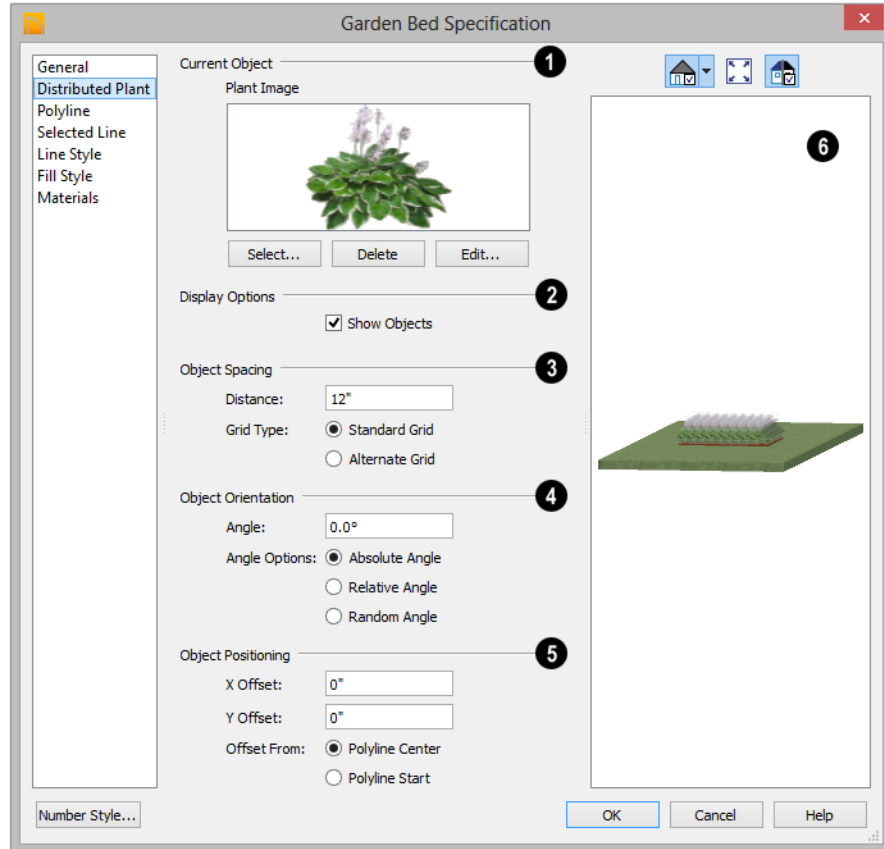 Garden Bed Specification
General
Distributed Plant
Polyline
Selected Line
Line Style
Fill Style
Materials
Current Object 1
Plant Image
Select... Delete Edit...
Display Options 2
Show Objects
Object Spacing 3
Distance: 12"
Grid Type: Standard Grid
Alternate Grid
Object Orientation 4
Angle: 0.0°
Angle Options: Absolute Angle
Relative Angle
Random Angle
Object Positioning 5
X Offset: 0"
Y Offset: 0"
Offset From: Polyline Center
Polyline Start
6
Number Style... OK Cancel Help